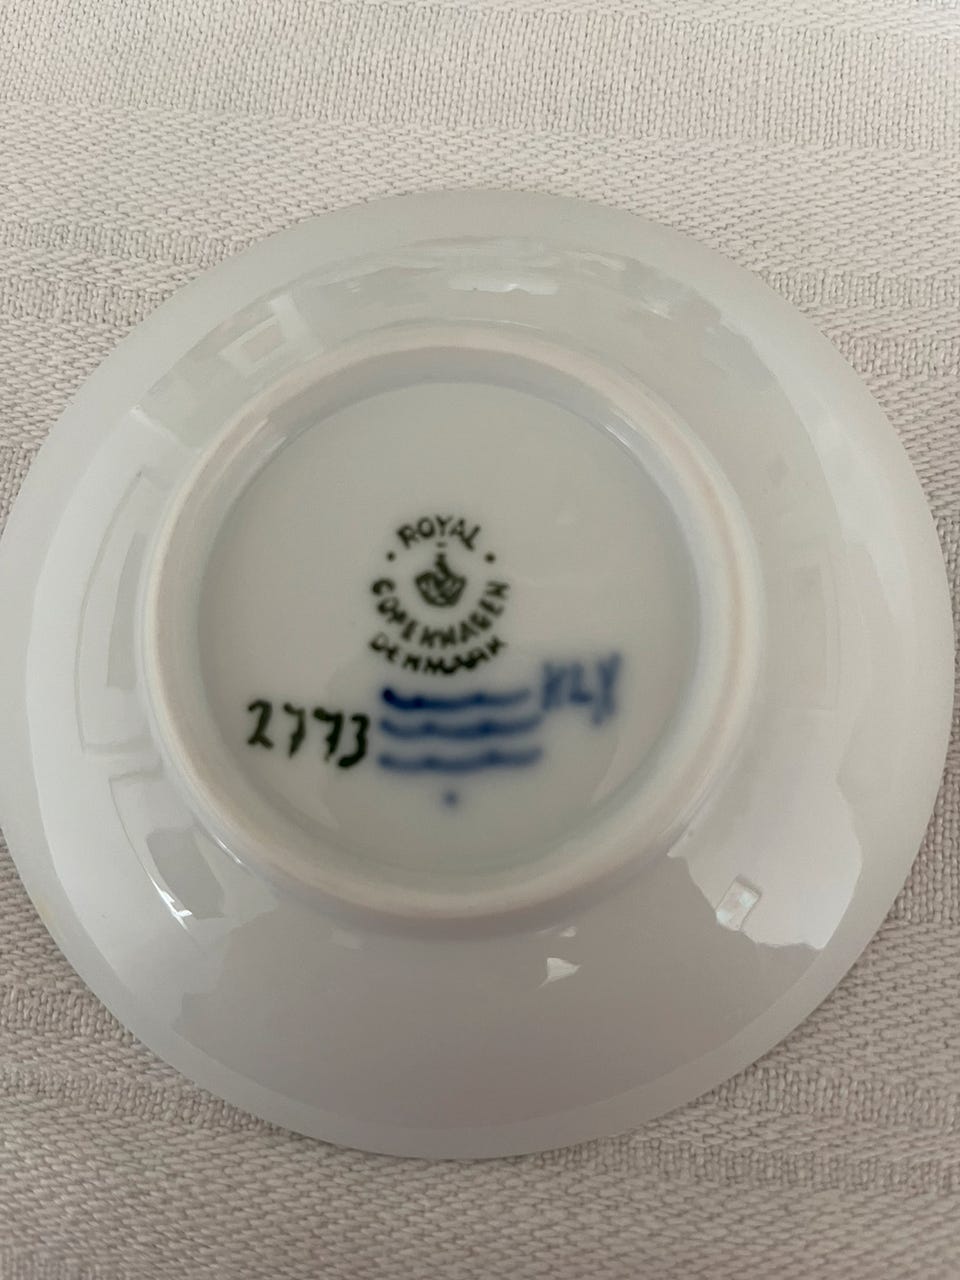 ROYAL
COPENHAGEN
DENMARK
2773